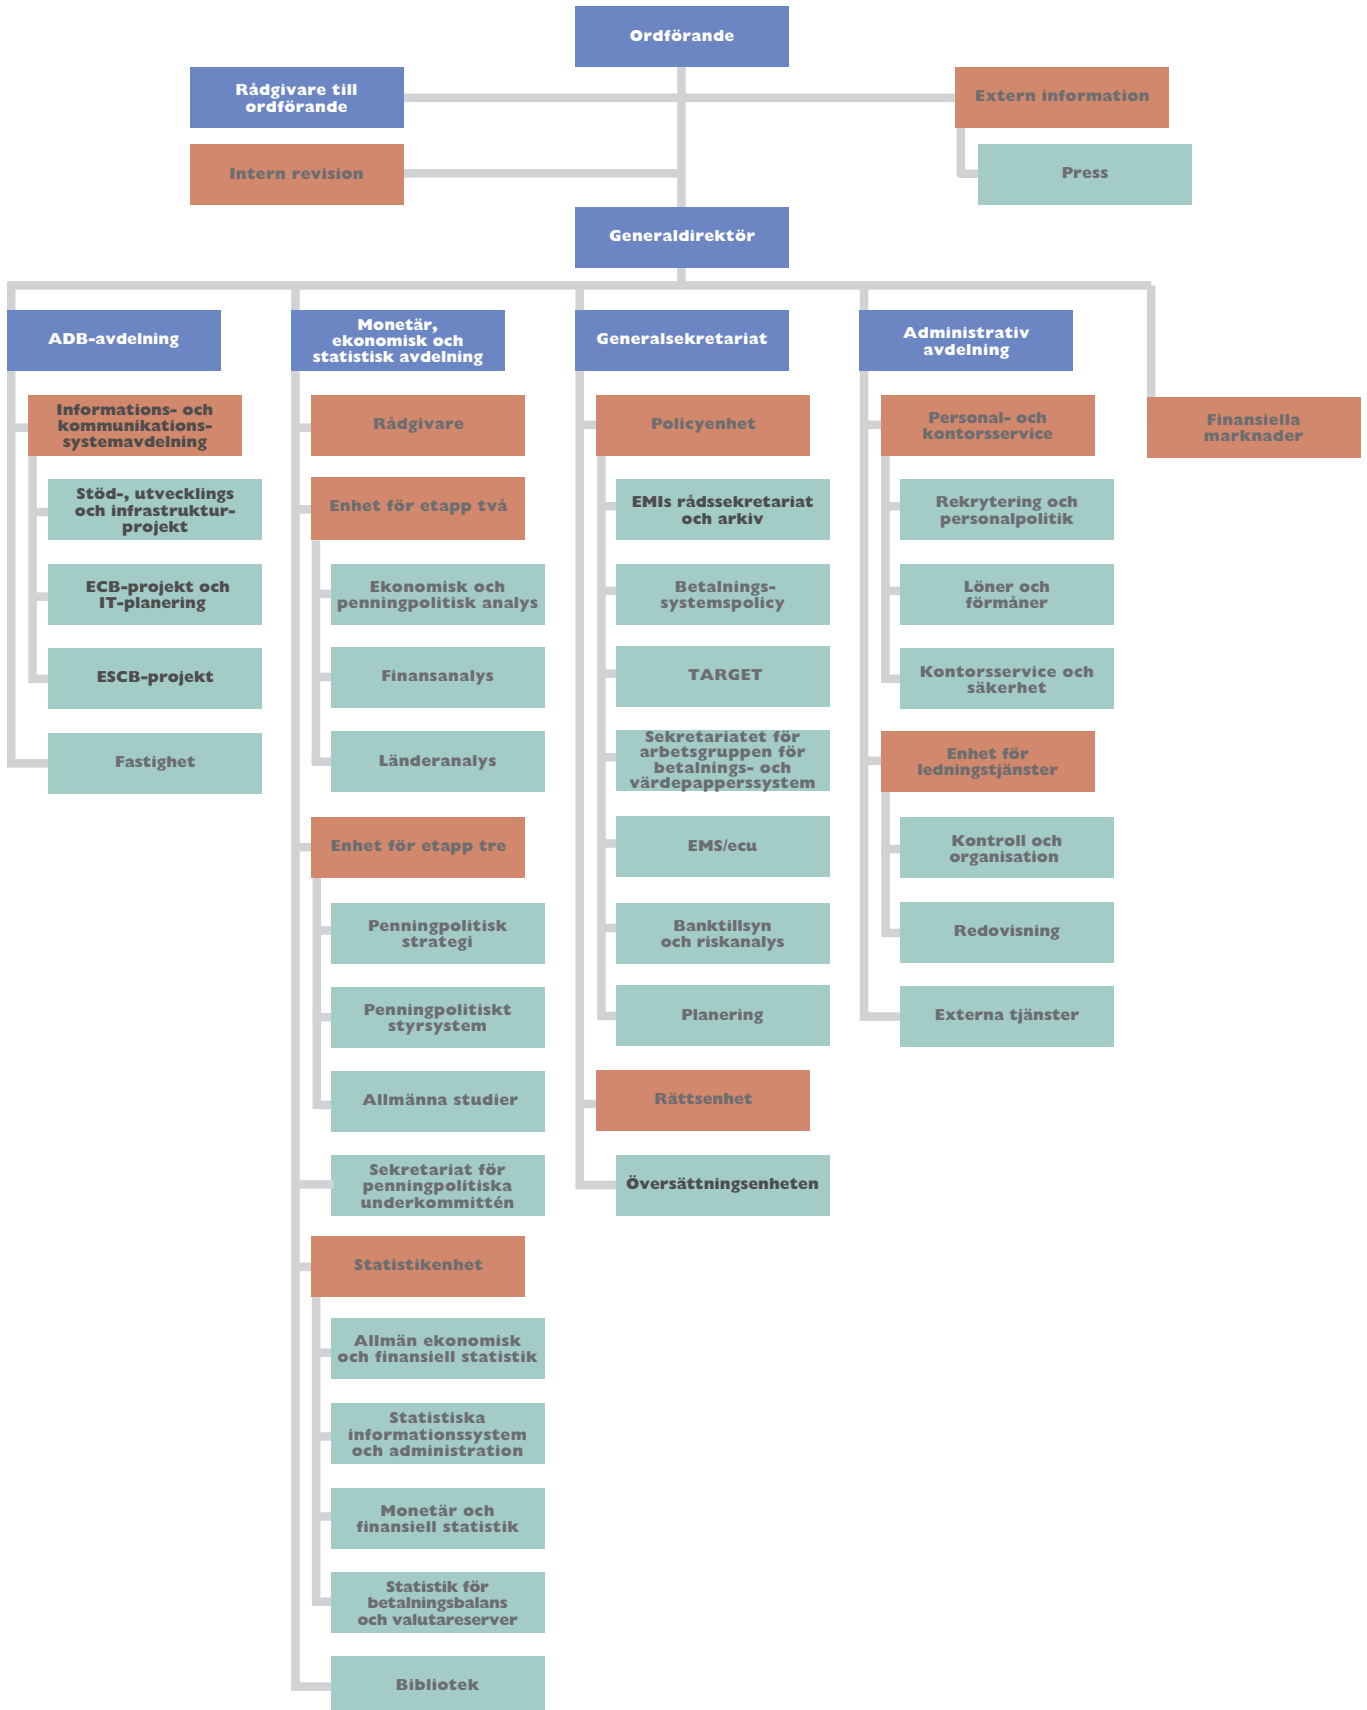 Ordförande
Rådgivare till
ordförande
Extern information
Intern revision
Press
Generaldirektör
ADB-avdelning
Informations- och
kommunikations-
systemavdelning
Stöd-, utvecklings
och infrastruktur-
projekt
ECB-projekt och
IT-planering
ESCB-projekt
Fastighet
Monetär,
ekonomisk och
statistisk avdelning
Rådgivare
Enhet för etapp två
Ekonomisk och
penningpolitisk analys
Finansanalys
Länderanalys
Enhet för etapp tre
Penningpolitisk
strategi
Penningpolitiskt
styrsystem
Allmänna studier
Sekretariat för
penningpolitiska
underkommittén
Statistikenhet
Allmän ekonomisk
och finansiell statistik
Statistiska
informationssystem
och administration
Monetär och
finansiell statistik
Statistik för
betalningsbalans
och valutareserver
Bibliotek
Generalsekretariat
Policyenhet
EMIs rådssekretariat
och arkiv
Betalnings-
systemspolicy
TARGET
Sekretariatet för
arbetsgruppen för
betalnings- och
värdepapperssystem
EMS/ecu
Banktillsyn
och riskanalys
Planering
Rättsenhet
Översättningsenheten
Administrativ
avdelning
Personal- och
kontorsservice
Rekrytering och
personalpolitik
Löner och
förmåner
Kontorsservice och
säkerhet
Enhet för
ledningstjänster
Kontroll och
organisation
Redovisning
Externa tjänster
Finansiella
marknader